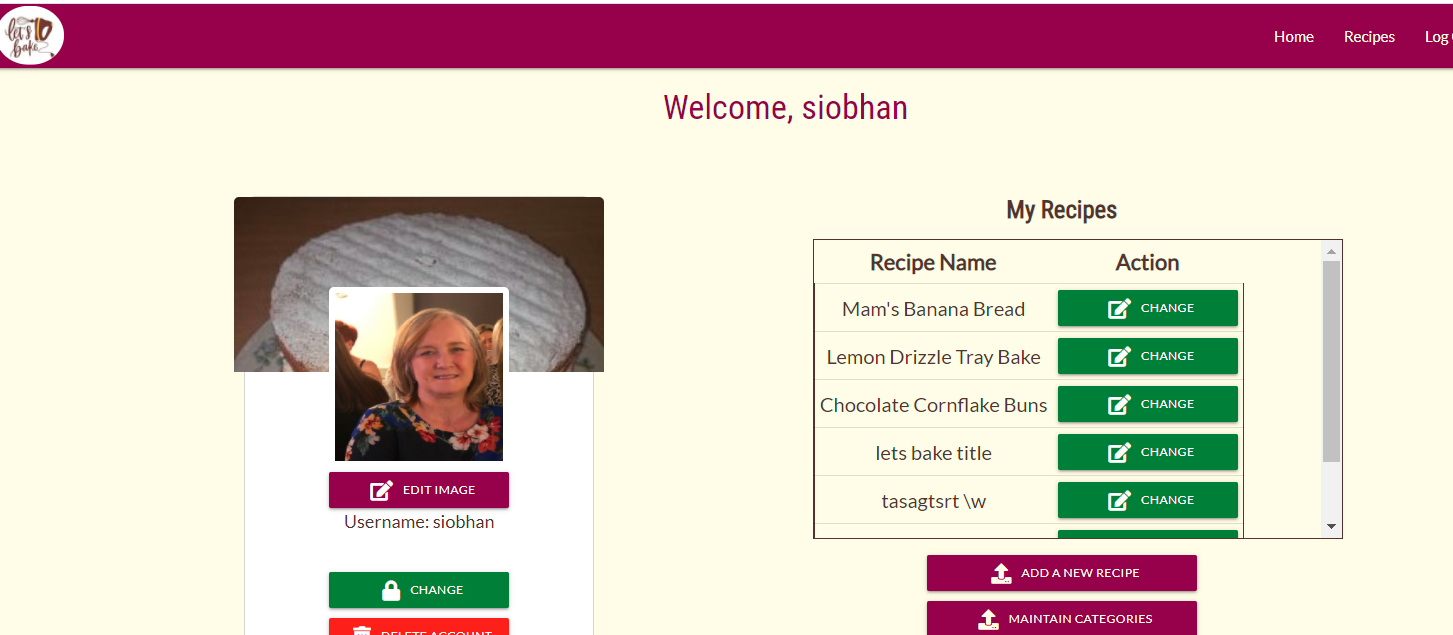 let's
bake
Home
Recipes
Log
Welcome, siobhan
My Recipes
Recipe Name
Action
Mam's Banana Bread
CHANGE
Lemon Drizzle Tray Bake
CHANGE
Chocolate Cornflake Buns
CHANGE
lets bake title
CHANGE
tasagtsrt \w
CHANGE
EDIT IMAGE
Username: siobhan
CHANGE
DELETE ACCOUNT
ADD A NEW RECIPE
MAINTAIN CATEGORIES